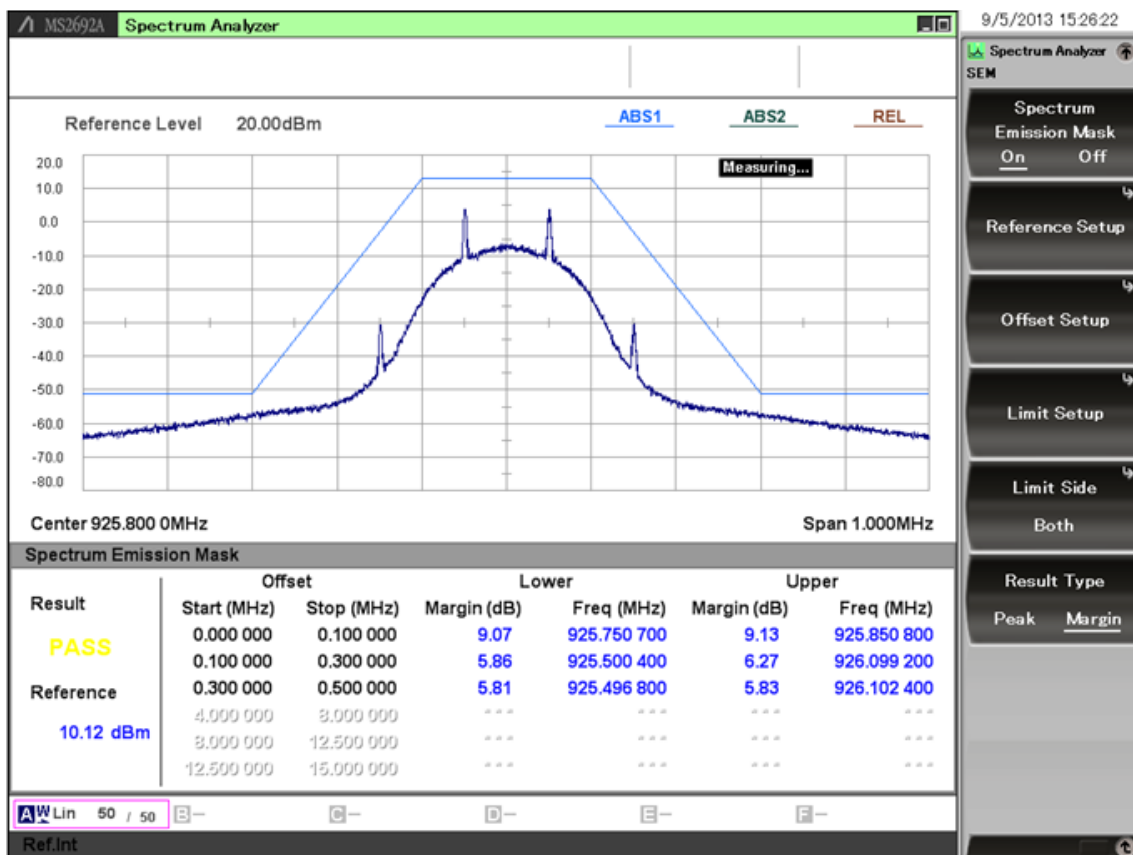 MS2692A Spectrum Analyzer
9/5/2013 15:26:22
Spectrum Analyzer
SEM
Spectrum
Emission Mask
On Off
Reference Setup
Offset Setup
Limit Setup
Limit Side
Both
Result Type
Peak Margin
Reference Level 20.00dBm
ABS1 ABS2 REL
Measuring...
20.0
10.0
0.0
-10.0
-20.0
-30.0
-40.0
-50.0
-60.0
-70.0
-80.0
Center 925.800 0MHz Span 1.000MHz
Spectrum Emission Mask
Offset Lower Upper
Result Start (MHz) Stop (MHz) Margin (dB) Freq (MHz) Margin (dB) Freq (MHz)
PASS 0.000 000 0.100 000 9.07 925.750 700 9.13 925.850 800
0.100 000 0.300 000 5.86 925.500 400 6.27 926.099 200
Reference 0.300 000 0.500 000 5.81 925.496 800 5.83 926.102 400
4.000 000 8.000 000 *** *** *** ***
10.12 dBm 8.000 000 12.500 000 *** *** *** ***
12.500 000 15.000 000 *** *** *** ***
A W Lin 50 / 50 B-- C-- D-- E-- F--
Ref.Int